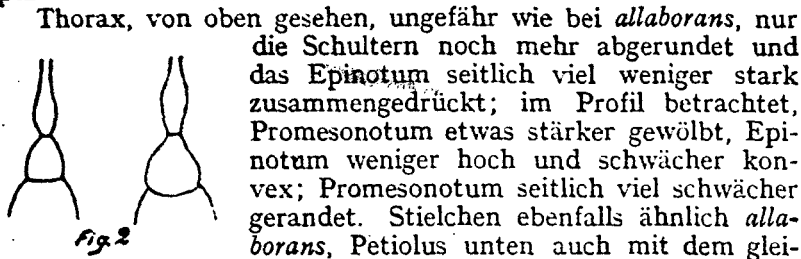 Thorax, von oben gesehen, ungefähr wie bei allaborans, nur
die Schultern noch mehr abgerundet und
das Epinotum seitlich viel weniger stark
zusammengedrückt; im Profil betrachtet,
Promesonotum etwas stärker gewölbt, Epi-
notum weniger hoch und schwächer kon-
vex; Promesonotum seitlich viel schwächer
gerandet. Stielchen ebenfalls ähnlich alla-
borans, Petiolus unten auch mit dem glei-
Fig. 2